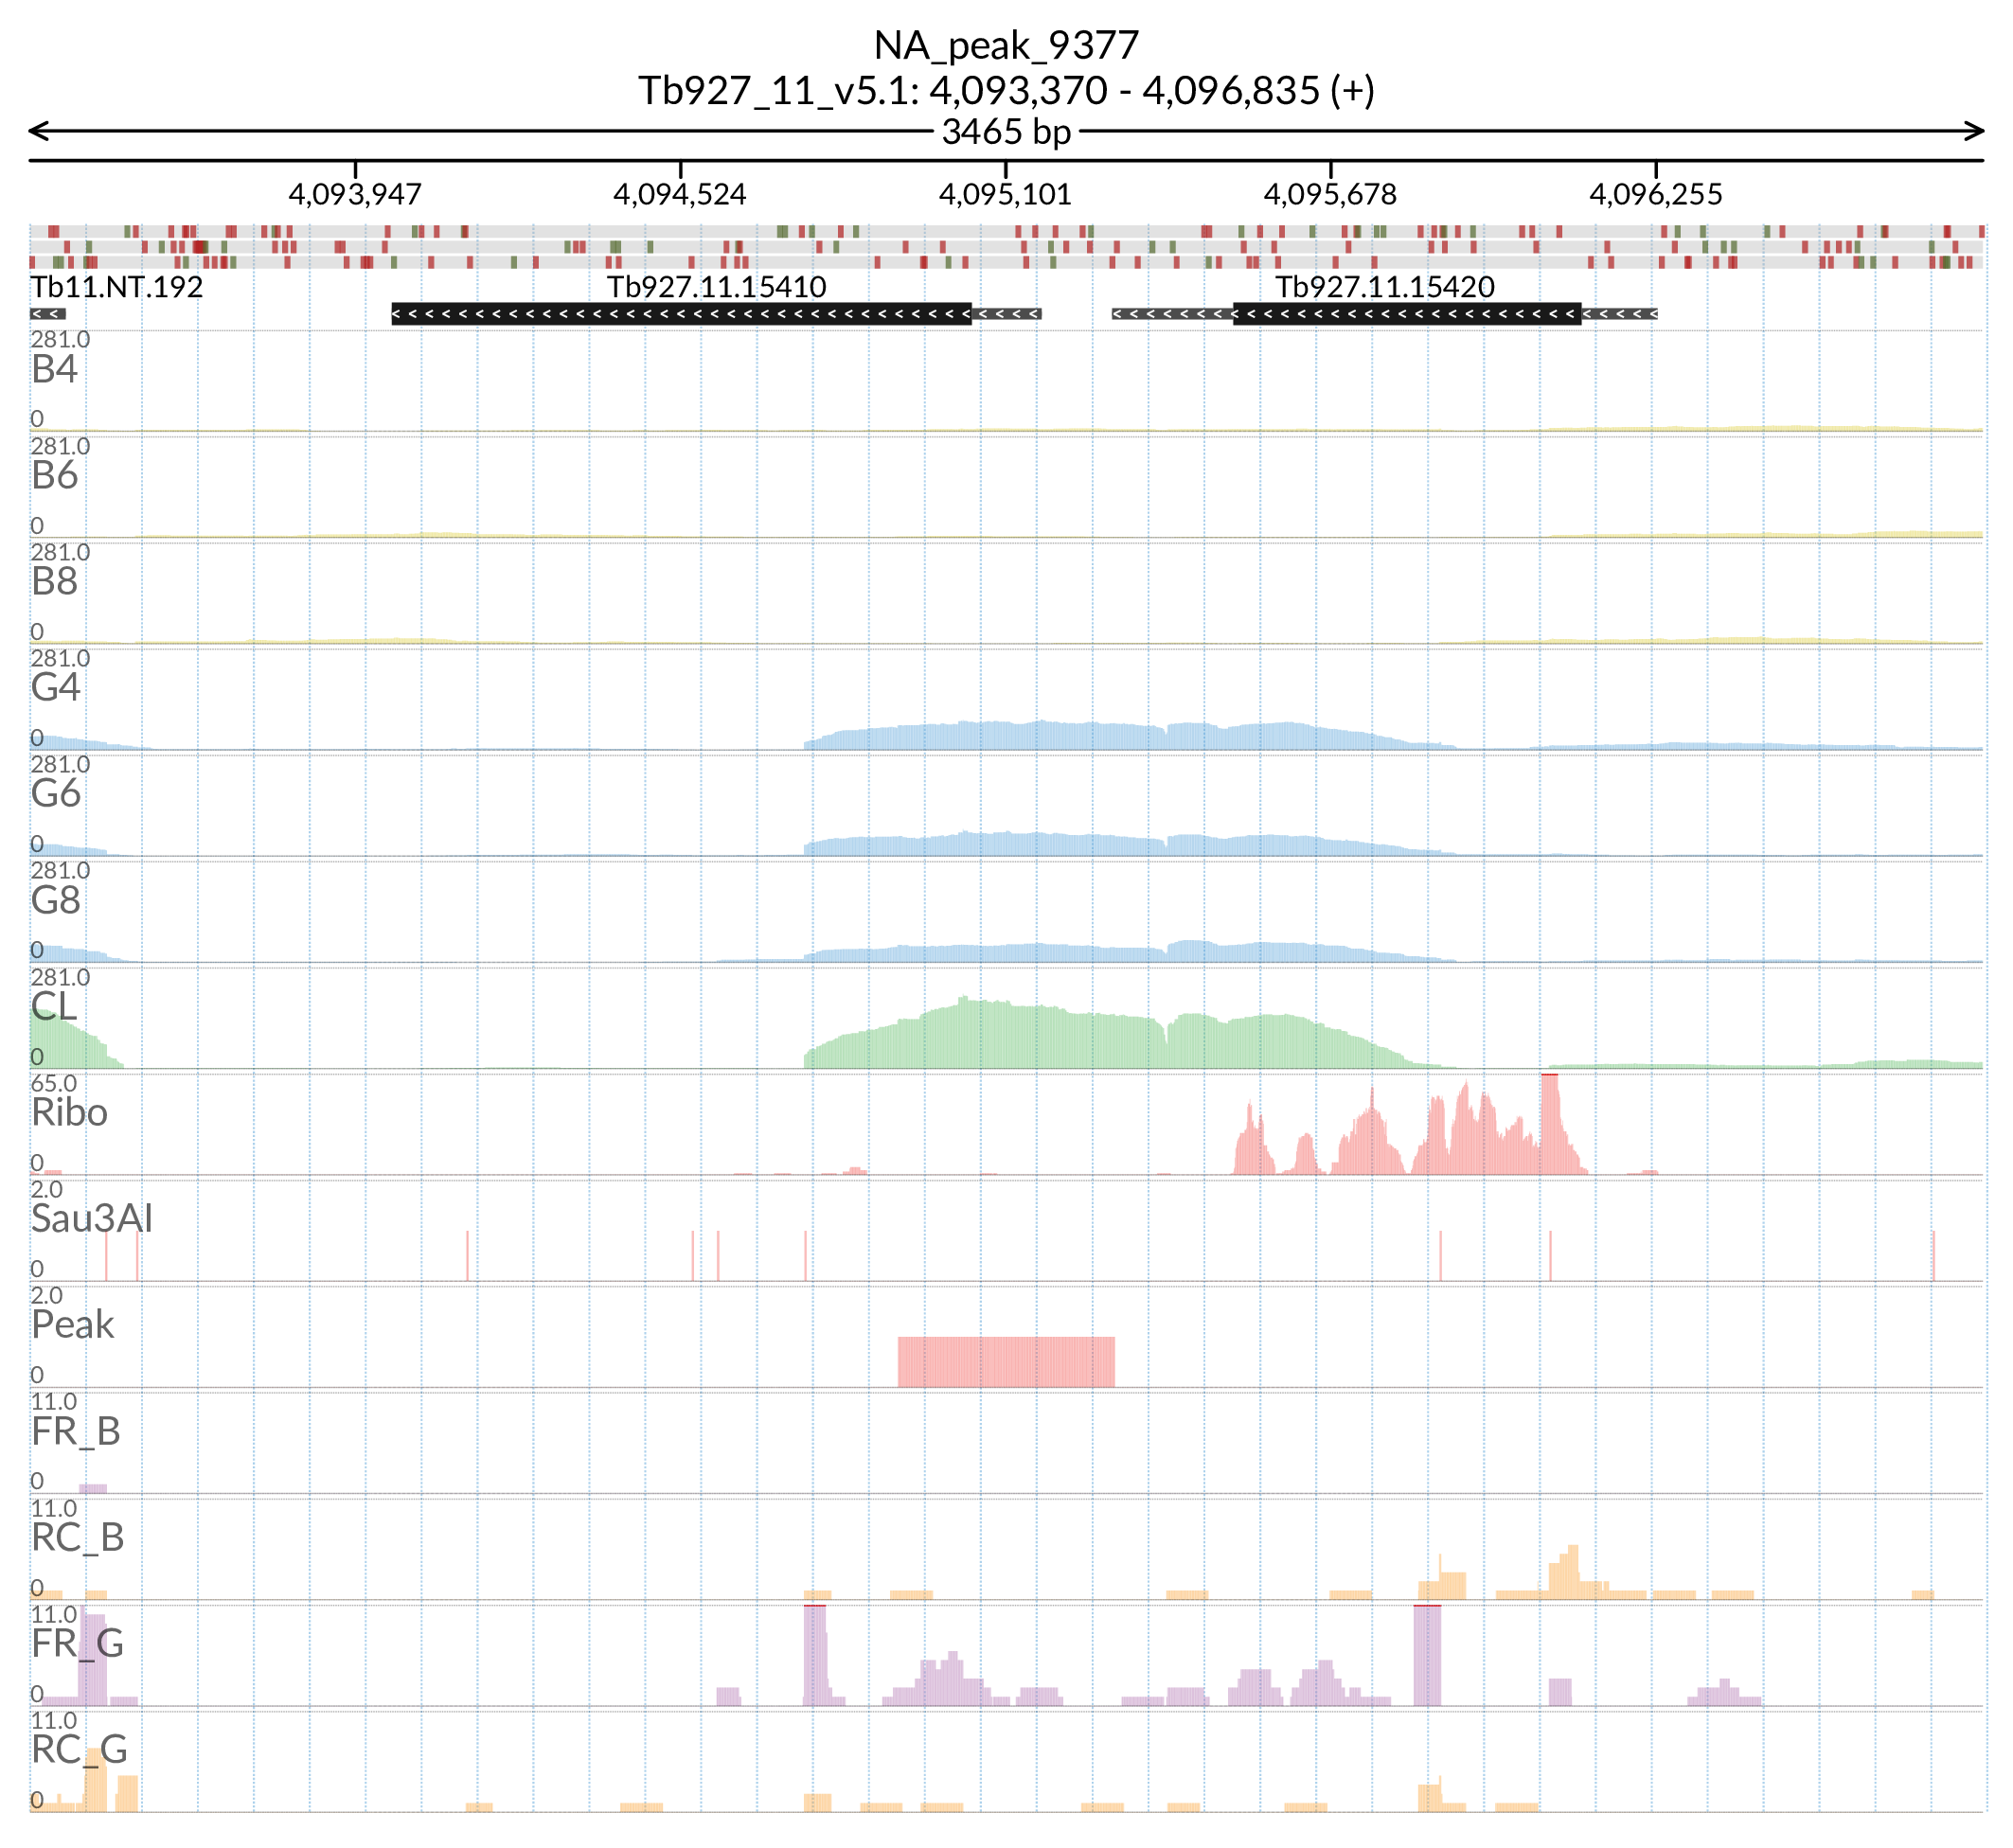 NA_peak_9377
Tb927_11_v5.1: 4,093,370 - 4,096,835 (+)
3465 bp
4,093,947 4,094,524 4,095,101 4,095,678 4,096,255
Tb11.NT.192 Tb927.11.15410 Tb927.11.15420
281.0
B4
0
281.0
B6
0
281.0
B8
0
281.0
G4
0
281.0
G6
0
281.0
G8
0
281.0
CL
0
65.0
Ribo
0
2.0
Sau3AI
0
2.0
Peak
0
11.0
FR_B
0
11.0
RC_B
0
11.0
FR_G
0
11.0
RC_G
0